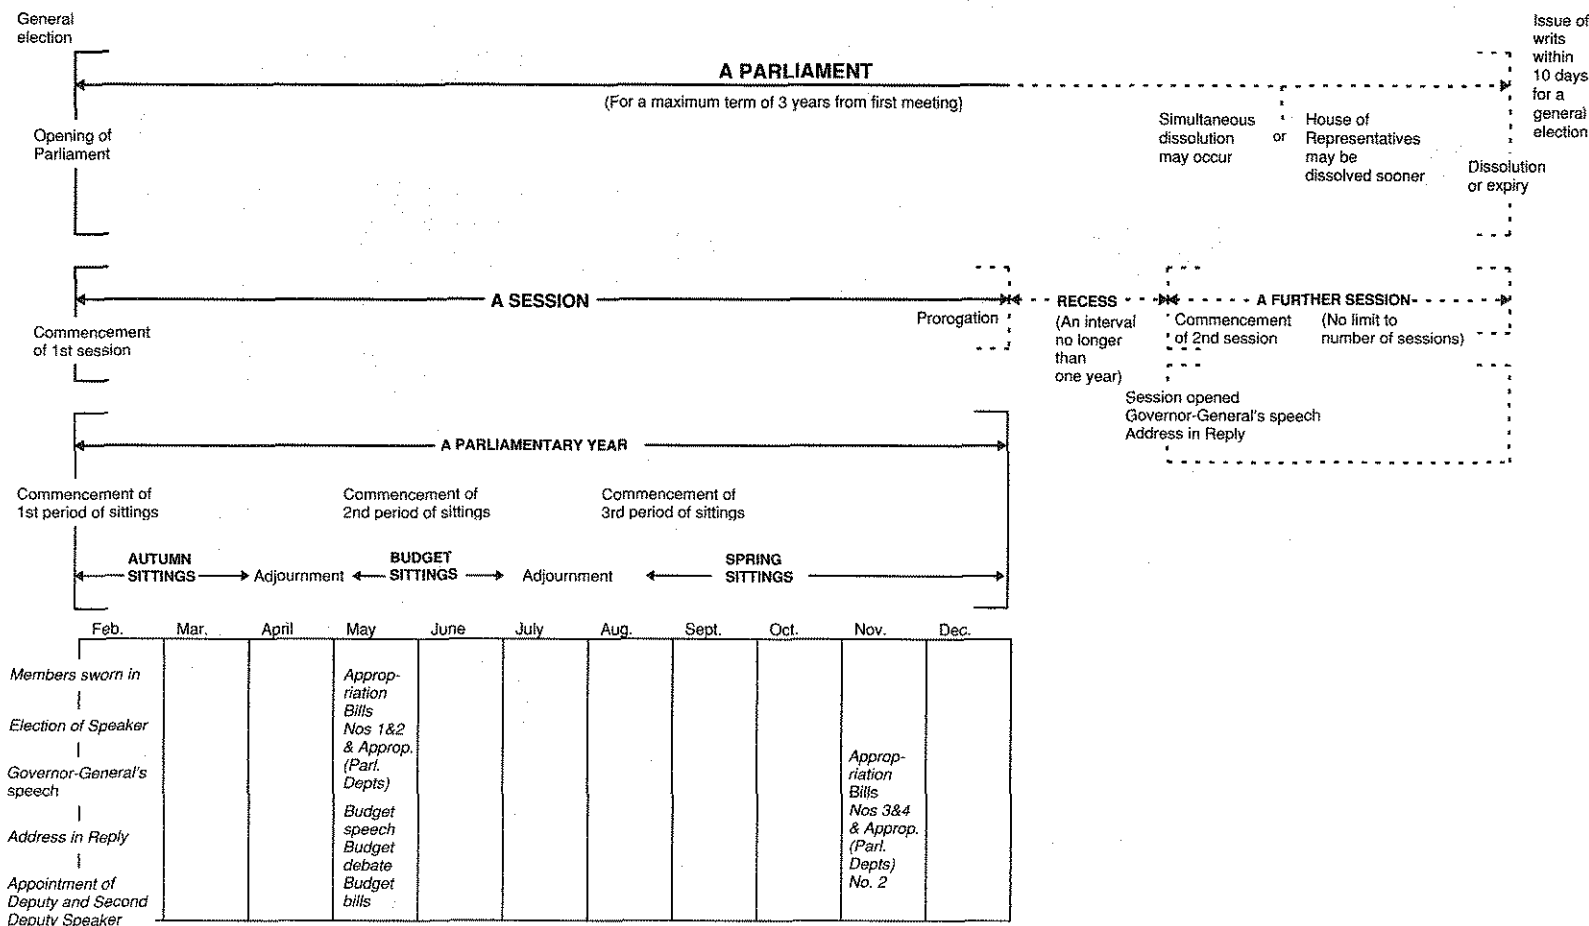 General
election
Issue of
writs
within
10 days
for a
general
election
A PARLIAMENT
(For a maximum term of 3 years from first meeting)
Opening of
Parliament
Simultaneous
dissolution
may occur
or
House of
Representatives
may be
dissolved sooner
Dissolution
or expiry
A SESSION
Prorogation
RECESS
(An interval
no longer
than
one year)
A FURTHER SESSION
Commencement
of 2nd session
(No limit to
number of sessions)
Commencement
of 1st session
Session opened
Governor-General's speech
Address in Reply
A PARLIAMENTARY YEAR
Commencement of
1st period of sittings
Commencement of
2nd period of sittings
Commencement of
3rd period of sittings
AUTUMN
SITTINGS
Adjournment
BUDGET
SITTINGS
Adjournment
SPRING
SITTINGS
Feb. Mar. April May June July Aug. Sept. Oct. Nov. Dec.
Members sworn in
Election of Speaker
Governor-General's
speech
Address in Reply
Appointment of
Deputy and Second
Deputy Speaker
Approp-
riation
Bills
Nos 1&2
& Approp.
(Parl.
Depts)
Budget
speech
Budget
debate
Budget
bills
Approp-
riation
Bills
Nos 3&4
& Approp.
(Parl.
Depts)
No. 2